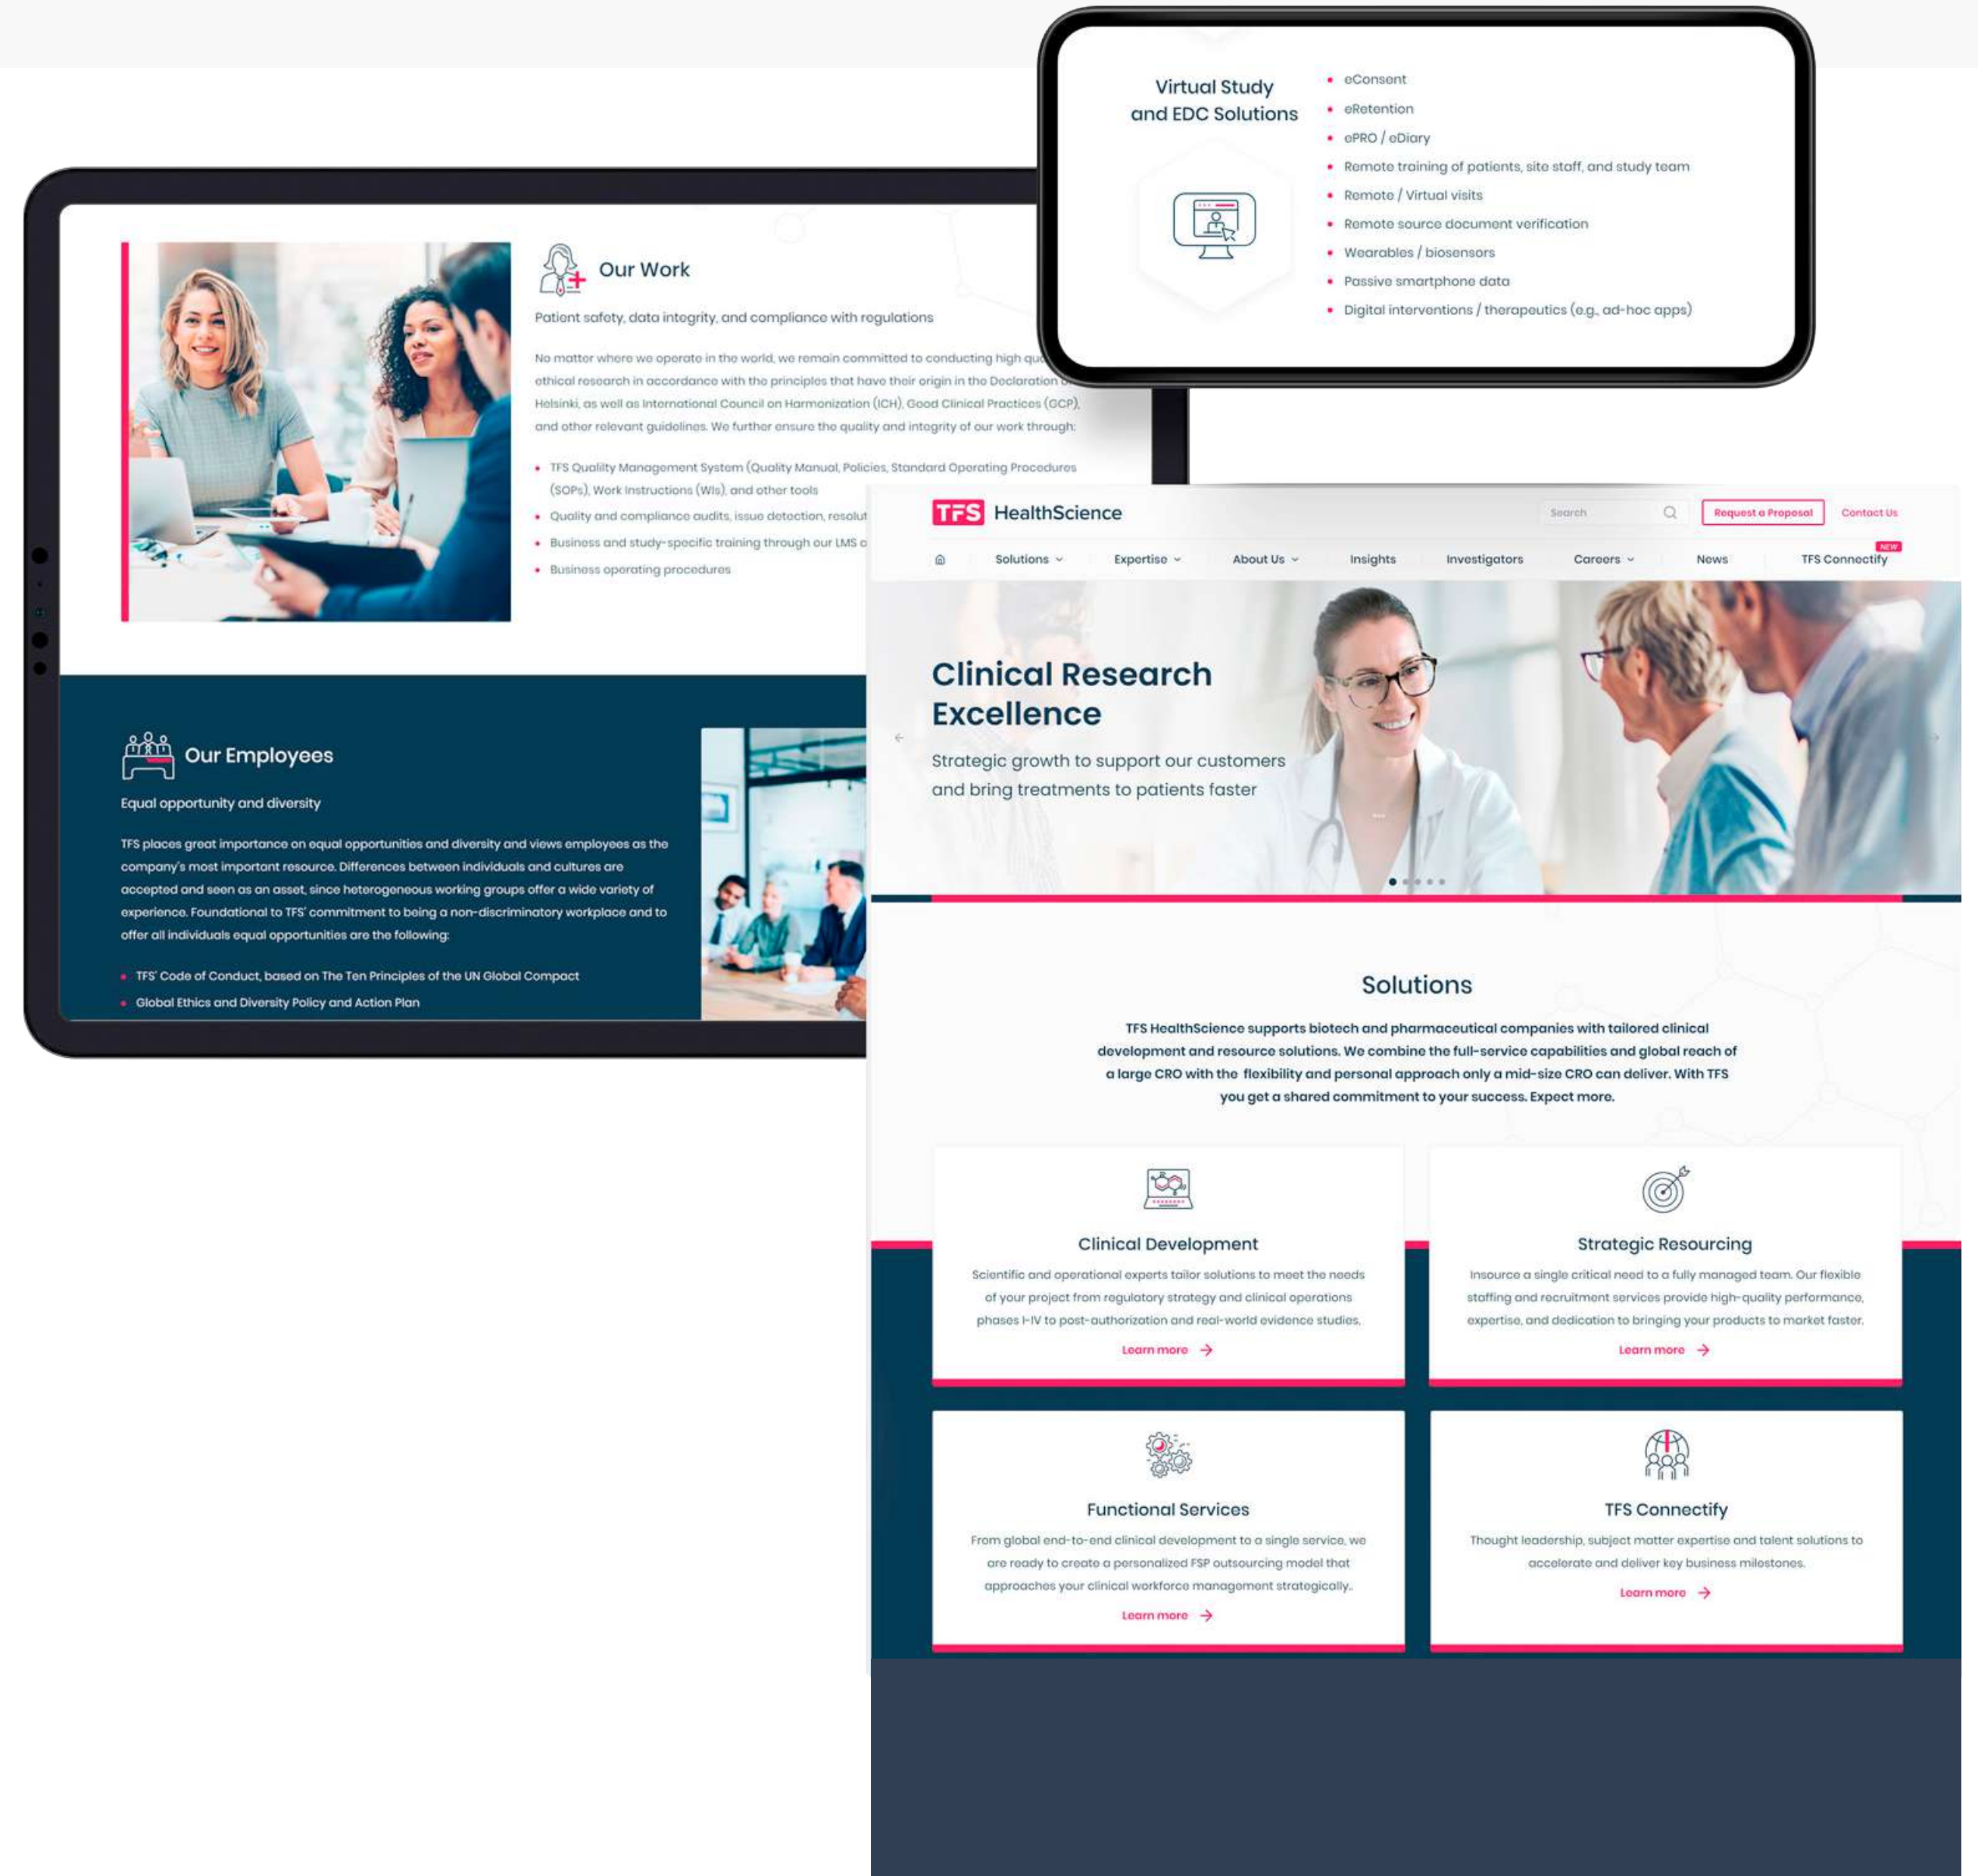 Virtual Study
and EDC Solutions
eConsent
eRetention
ePRO / eDiary
Remote training of patients, site staff, and study team
Remote / Virtual visits
Remote source document verification
Wearables / biosensors
Passive smartphone data
Digital interventions / therapeutics (e.g., ad-hoc apps)
Our Work
Patient safety, data integrity, and compliance with regulations
No matter where we operate in the world, we remain committed to conducting high
ethical research in accordance with the principles that have their origin in the Declaration
Helsinki, as well as International Council on Harmonization (ICH), Good Clinical Practices (GCP),
and other relevant guidelines. We further ensure the quality and integrity of our work through:
TFS Qualilty Management System (Quality Manual, Policies, Standard Operating Procedures
(SOPs), Work Instructions (WIs), and other tools
Quality and compliance audits, issue detection,
Business and study-specific training through our LMS
Business operating procedures
Our Employees
Equal opportunity and diversity
TFS places great importance on equal opportunities and diversity and views employees as the
company's most important resource. Differences between individuals and cultures are
accepted and seen as an asset, since heterogeneous working groups offer a wide variety of
experience. Foundational to TFS' commitment to being a non-discriminatory workplace and to
offer all individuals equal opportunities are the following:
TFS' Code of Conduct, based on The Ten Principles of the UN Global Compact
Global Ethics and Diversity Policy and Action Plan
TFS HealthScience
Search
Request a Proposal
Contact Us
Solutions
Expertise
About Us
Insights
Investigators
Careers
News
TFS Connectify
NEW
Clinical Research
Excellence
Strategic growth to support our customers
and bring treatments to patients faster
Solutions
TFS HealthScience supports biotech and pharmaceutical companies with tailored clinical
development and resource solutions. We combine the full-service capabilities and global reach of
a large CRO with the flexibility and personal approach only a mid-size CRO can deliver. With TFS
you get a shared commitment to your success. Expect more.
Clinical Development
Scientific and operational experts tailor solutions to meet the needs
of your project from regulatory strategy and clinical operations
phases I-IV to post-authorization and real-world evidence studies.
Learn more
Strategic Resourcing
Insource a single critical need to a fully managed team. Our flexible
staffing and recruitment services provide high-quality performance,
expertise, and dedication to bringing your products to market faster.
Learn more
Functional Services
From global end-to-end clinical development to a single service, we
are ready to create a personalized FSP outsourcing model that
approaches your clinical workforce management strategically..
Learn more
TFS Connectify
Thought leadership, subject matter expertise and talent solutions to
accelerate and deliver key business milestones.
Learn more